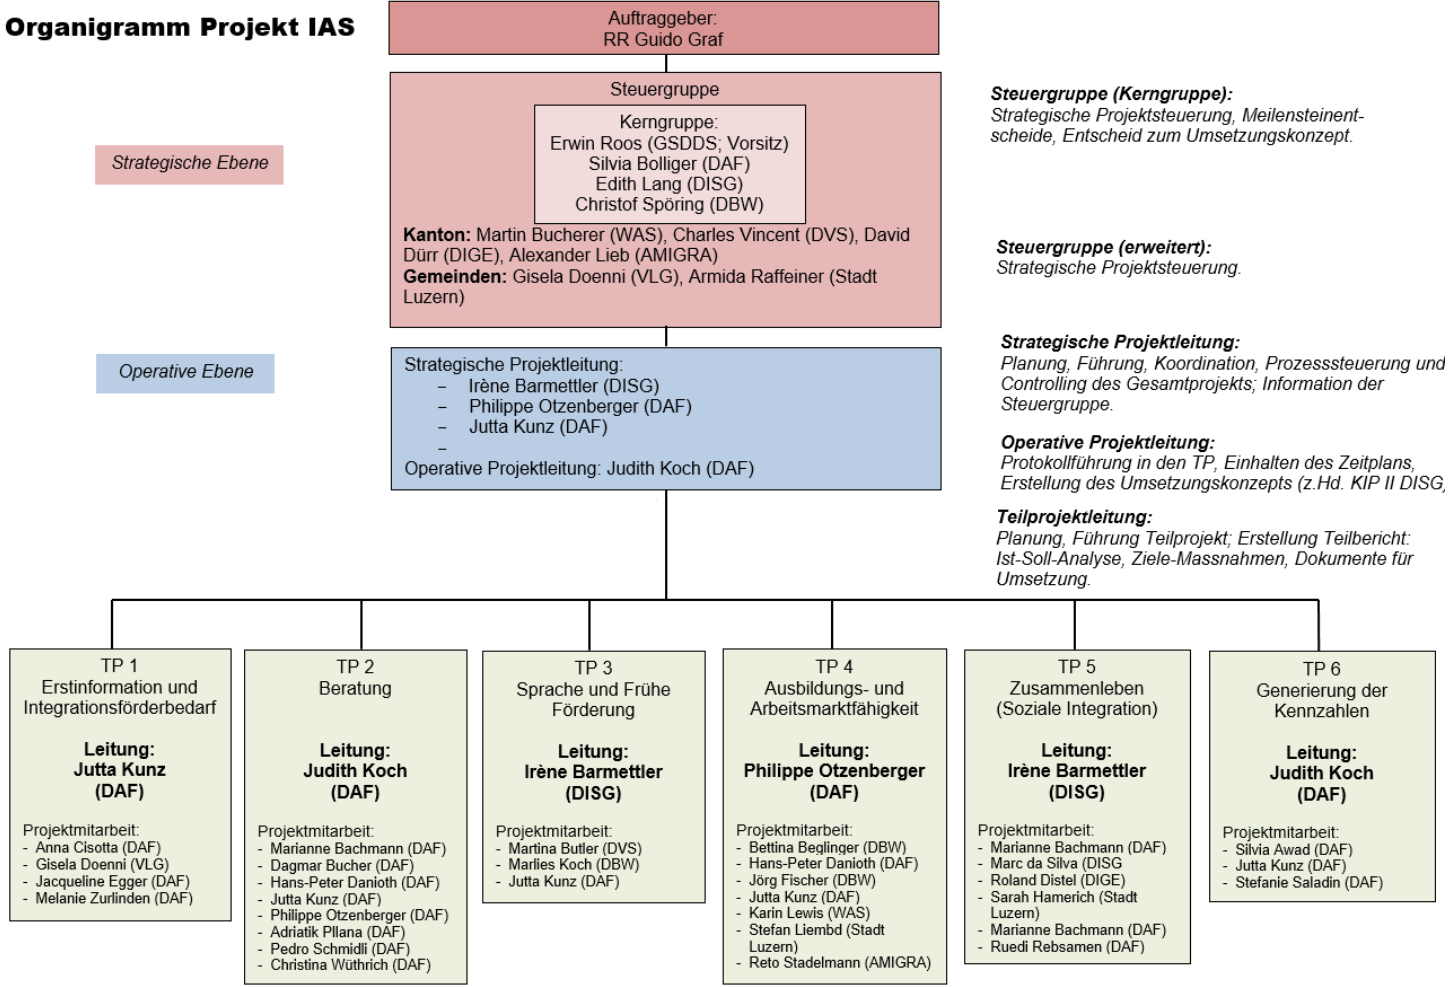 Organigramm Projekt IAS
Auftraggeber:
RR Guido Graf
Steuergruppe
Kerngruppe:
Erwin Roos (GSDDS; Vorsitz)
Silvia Bolliger (DAF)
Edith Lang (DISG)
Christof Spöring (DBW)
Kanton: Martin Bucherer (WAS), Charles Vincent (DVS), David
Dürr (DIGE), Alexander Lieb (AMIGRA)
Gemeinden: Gisela Doenni (VLG), Armida Raffeiner (Stadt
Luzern)
Strategische Ebene
Steuergruppe (Kerngruppe):
Strategische Projektsteuerung, Meilensteinent-
scheide, Entscheid zum Umsetzungskonzept.
Steuergruppe (erweitert):
Strategische Projektsteuerung.
Operative Ebene
Strategische Projektleitung:
– Irène Barmettler (DISG)
– Philippe Otzenberger (DAF)
– Jutta Kunz (DAF)
–
Operative Projektleitung: Judith Koch (DAF)
Strategische Projektleitung:
Planung, Führung, Koordination, Prozesssteuerung und
Controlling des Gesamtprojekts; Information der
Steuergruppe.
Operative Projektleitung:
Protokollführung in den TP, Einhalten des Zeitplans,
Erstellung des Umsetzungskonzepts (z.Hd. KIP II DISG)
Teilprojektleitung:
Planung, Führung Teilprojekt; Erstellung Teilbericht:
Ist-Soll-Analyse, Ziele-Massnahmen, Dokumente für
Umsetzung.
TP 1
Erstinformation und
Integrationsförderbedarf
Leitung:
Jutta Kunz
(DAF)
Projektmitarbeit:
- Anna Cisotta (DAF)
- Gisela Doenni (VLG)
- Jacqueline Egger (DAF)
- Melanie Zurlinden (DAF)
TP 2
Beratung
Leitung:
Judith Koch
(DAF)
Projektmitarbeit:
- Marianne Bachmann (DAF)
- Dagmar Bucher (DAF)
- Hans-Peter Danioth (DAF)
- Jutta Kunz (DAF)
- Philippe Otzenberger (DAF)
- Adriatik Pllana (DAF)
- Pedro Schmidli (DAF)
- Christina Wüthrich (DAF)
TP 3
Sprache und Frühe
Förderung
Leitung:
Irène Barmettler
(DISG)
Projektmitarbeit:
- Martina Butler (DVS)
- Marlies Koch (DBW)
- Jutta Kunz (DAF)
TP 4
Ausbildungs- und
Arbeitsmarktfähigkeit
Leitung:
Philippe Otzenberger
(DAF)
Projektmitarbeit:
- Bettina Beglinger (DBW)
- Hans-Peter Danioth (DAF)
- Jörg Fischer (DBW)
- Jutta Kunz (DAF)
- Karin Lewis (WAS)
- Stefan Liembd (Stadt
Luzern)
- Reto Stadelmann (AMIGRA)
TP 5
Zusammenleben
(Soziale Integration)
Leitung:
Irène Barmettler
(DISG)
Projektmitarbeit:
- Marianne Bachmann (DAF)
- Marc da Silva (DISG
- Roland Distel (DIGE)
- Sarah Hamerich (Stadt
Luzern)
- Marianne Bachmann (DAF)
- Ruedi Rebsamen (DAF)
TP 6
Generierung der
Kennzahlen
Leitung:
Judith Koch
(DAF)
Projektmitarbeit:
- Silvia Awad (DAF)
- Jutta Kunz (DAF)
- Stefanie Saladin (DAF)